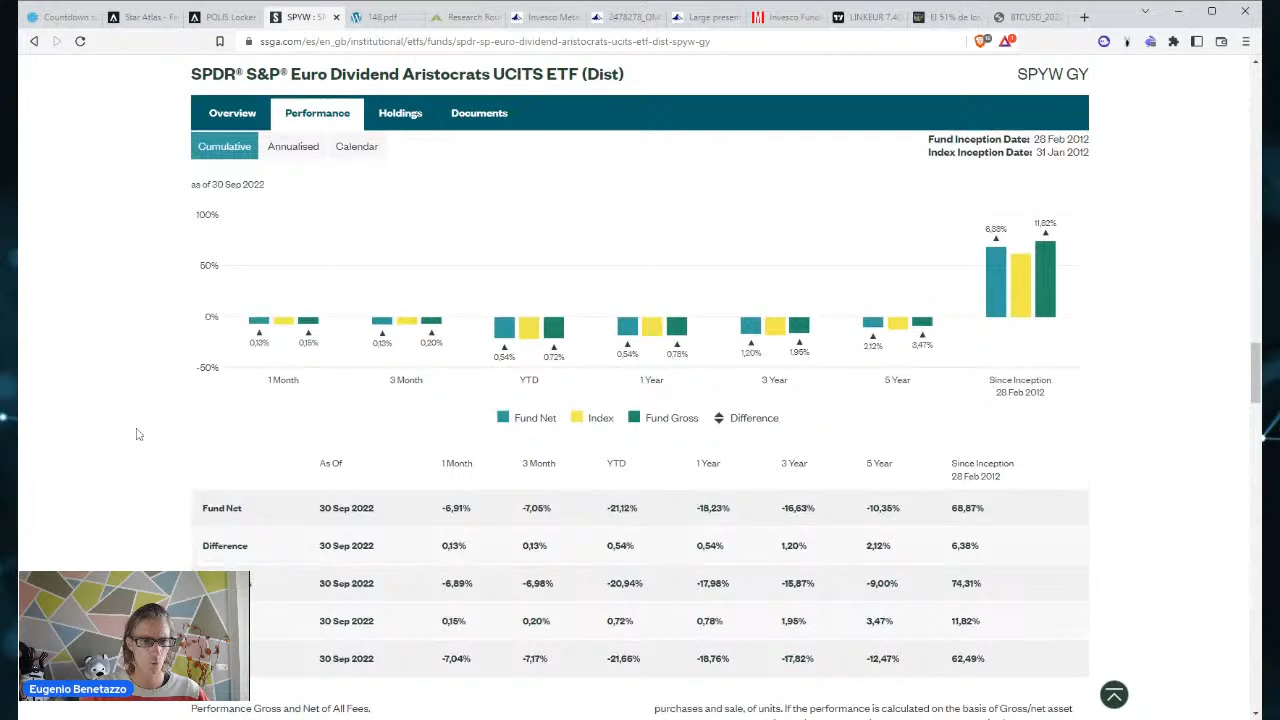 Countdown
Star Atlas - Fr
POLIS Locker
SPYW : SP
148.pdf
Research Rou
Invesco Meta
2478278_OM
Large present
Invesco Fund
LINKEUR 7.4
El 51% de los
BTCUSD_202
ssga.com/es/en_gb/institutional/etfs/funds/spdr-sp-euro-dividend-aristocrats-ucits-etf-dist-spyw-gy
SPDR® S&P® Euro Dividend Aristocrats UCITS ETF (Dist)
SPYW GY
Overview
Performance
Holdings
Documents
Cumulative
Annualised
Calendar
Fund Inception Date: 28 Feb 2012
Index Inception Date: 31 Jan 2012
as of 30 Sep 2022
100%
50%
0%
-50%
0,13%
0,15%
0,13%
0,20%
0,54%
0,72%
0,54%
0,78%
1,20%
1,95%
2,12%
3,47%
6,38%
11,82%
1 Month
3 Month
YTD
1 Year
3 Year
5 Year
Since Inception
28 Feb 2012
Fund Net
Index
Fund Gross
Difference
As Of
1 Month
3 Month
YTD
1 Year
3 Year
5 Year
Since Inception
28 Feb 2012
Fund Net 30 Sep 2022 -6,91% -7,05% -21,12% -18,23% -16,63% -10,35% 68,87%
Difference 30 Sep 2022 0,13% 0,13% 0,54% 0,54% 1,20% 2,12% 6,38%
30 Sep 2022 -6,89% -6,98% -20,94% -17,98% -15,87% -9,00% 74,31%
30 Sep 2022 0,15% 0,20% 0,72% 0,78% 1,95% 3,47% 11,82%
30 Sep 2022 -7,04% -7,17% -21,66% -18,76% -17,82% -12,47% 62,49%
Eugenio Benetazzo
Performance Gross and Net of All Fees.
purchases and sale, of units. If the performance is calculated on the basis of Gross/net asset